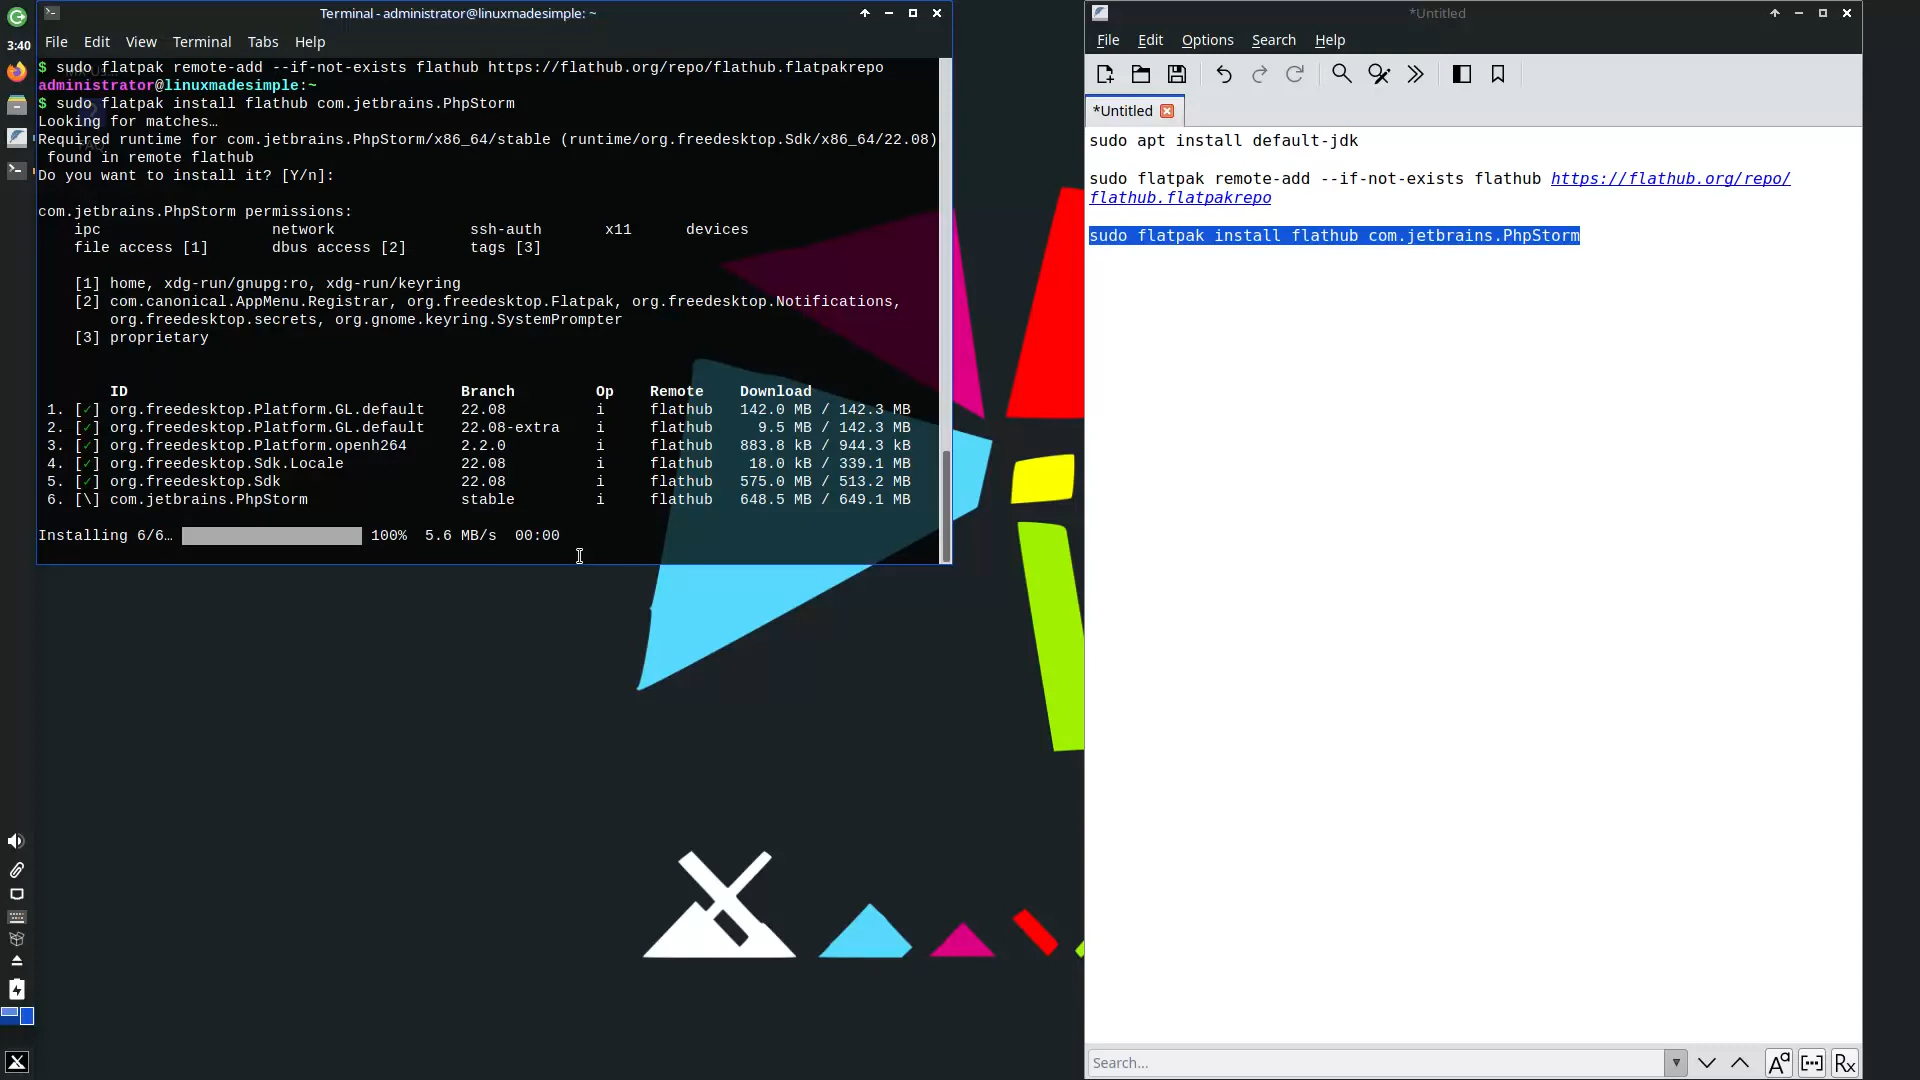 Terminal - administrator@linuxmadesimple: ~
3:40
File Edit View Terminal Tabs Help
$ sudo flatpak remote-add --if-not-exists flathub https://flathub.org/repo/flathub.flatpakrepo
administrator@linuxmadesimple:~
$ sudo flatpak install flathub com.jetbrains.PhpStorm
Looking for matches…
Required runtime for com.jetbrains.PhpStorm/x86_64/stable (runtime/org.freedesktop.Sdk/x86_64/22.08)
found in remote flathub
Do you want to install it? [Y/n]:
com.jetbrains.PhpStorm permissions:
ipc network ssh-auth x11 devices
file access [1] dbus access [2] tags [3]
[1] home, xdg-run/gnupg:ro, xdg-run/keyring
[2] com.canonical.AppMenu.Registrar, org.freedesktop.Flatpak, org.freedesktop.Notifications,
org.freedesktop.secrets, org.gnome.keyring.SystemPrompter
[3] proprietary
ID Branch Op Remote Download
1. [✓] org.freedesktop.Platform.GL.default 22.08 i flathub 142.0 MB / 142.3 MB
2. [✓] org.freedesktop.Platform.GL.default 22.08-extra i flathub 9.5 MB / 142.3 MB
3. [✓] org.freedesktop.Platform.openh264 2.2.0 i flathub 883.8 kB / 944.3 kB
4. [✓] org.freedesktop.Sdk.Locale 22.08 i flathub 18.0 kB / 339.1 MB
5. [✓] org.freedesktop.Sdk 22.08 i flathub 575.0 MB / 513.2 MB
6. [\] com.jetbrains.PhpStorm stable i flathub 648.5 MB / 649.1 MB
Installing 6/6… 100% 5.6 MB/s 00:00
*Untitled
File Edit Options Search Help
*Untitled
sudo apt install default-jdk
sudo flatpak remote-add --if-not-exists flathub https://flathub.org/repo/
flathub.flatpakrepo
sudo flatpak install flathub com.jetbrains.PhpStorm
Search...